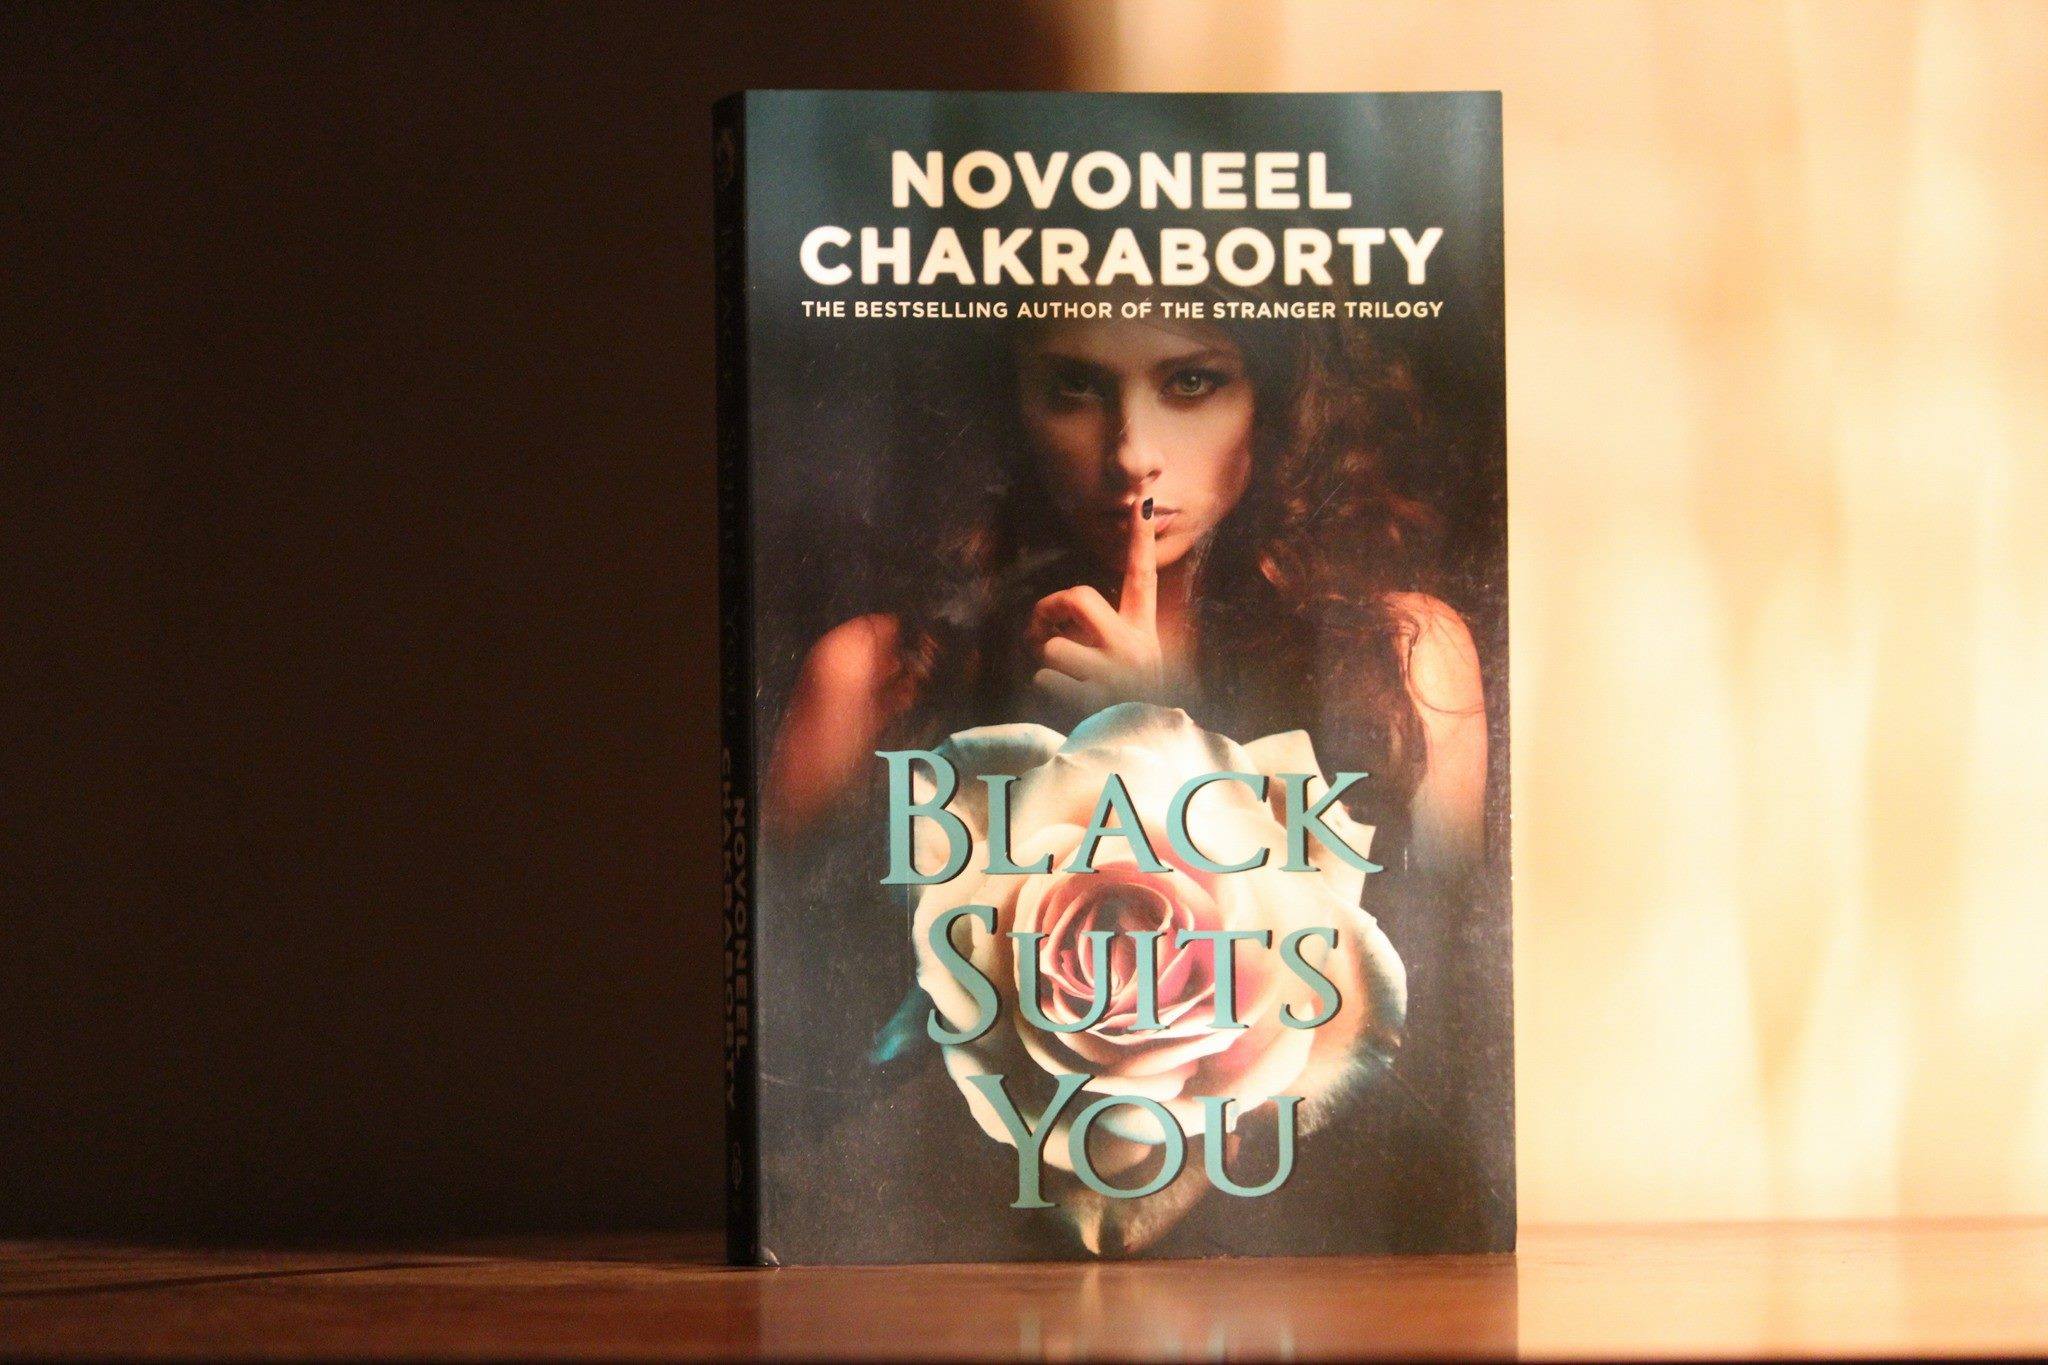 NOVONEEL
CHAKRABORTY
THE BESTSELLING AUTHOR OF THE STRANGER TRILOGY
BLACK
SUITS
YOU
NOVONEEL
CHAKRABORTY